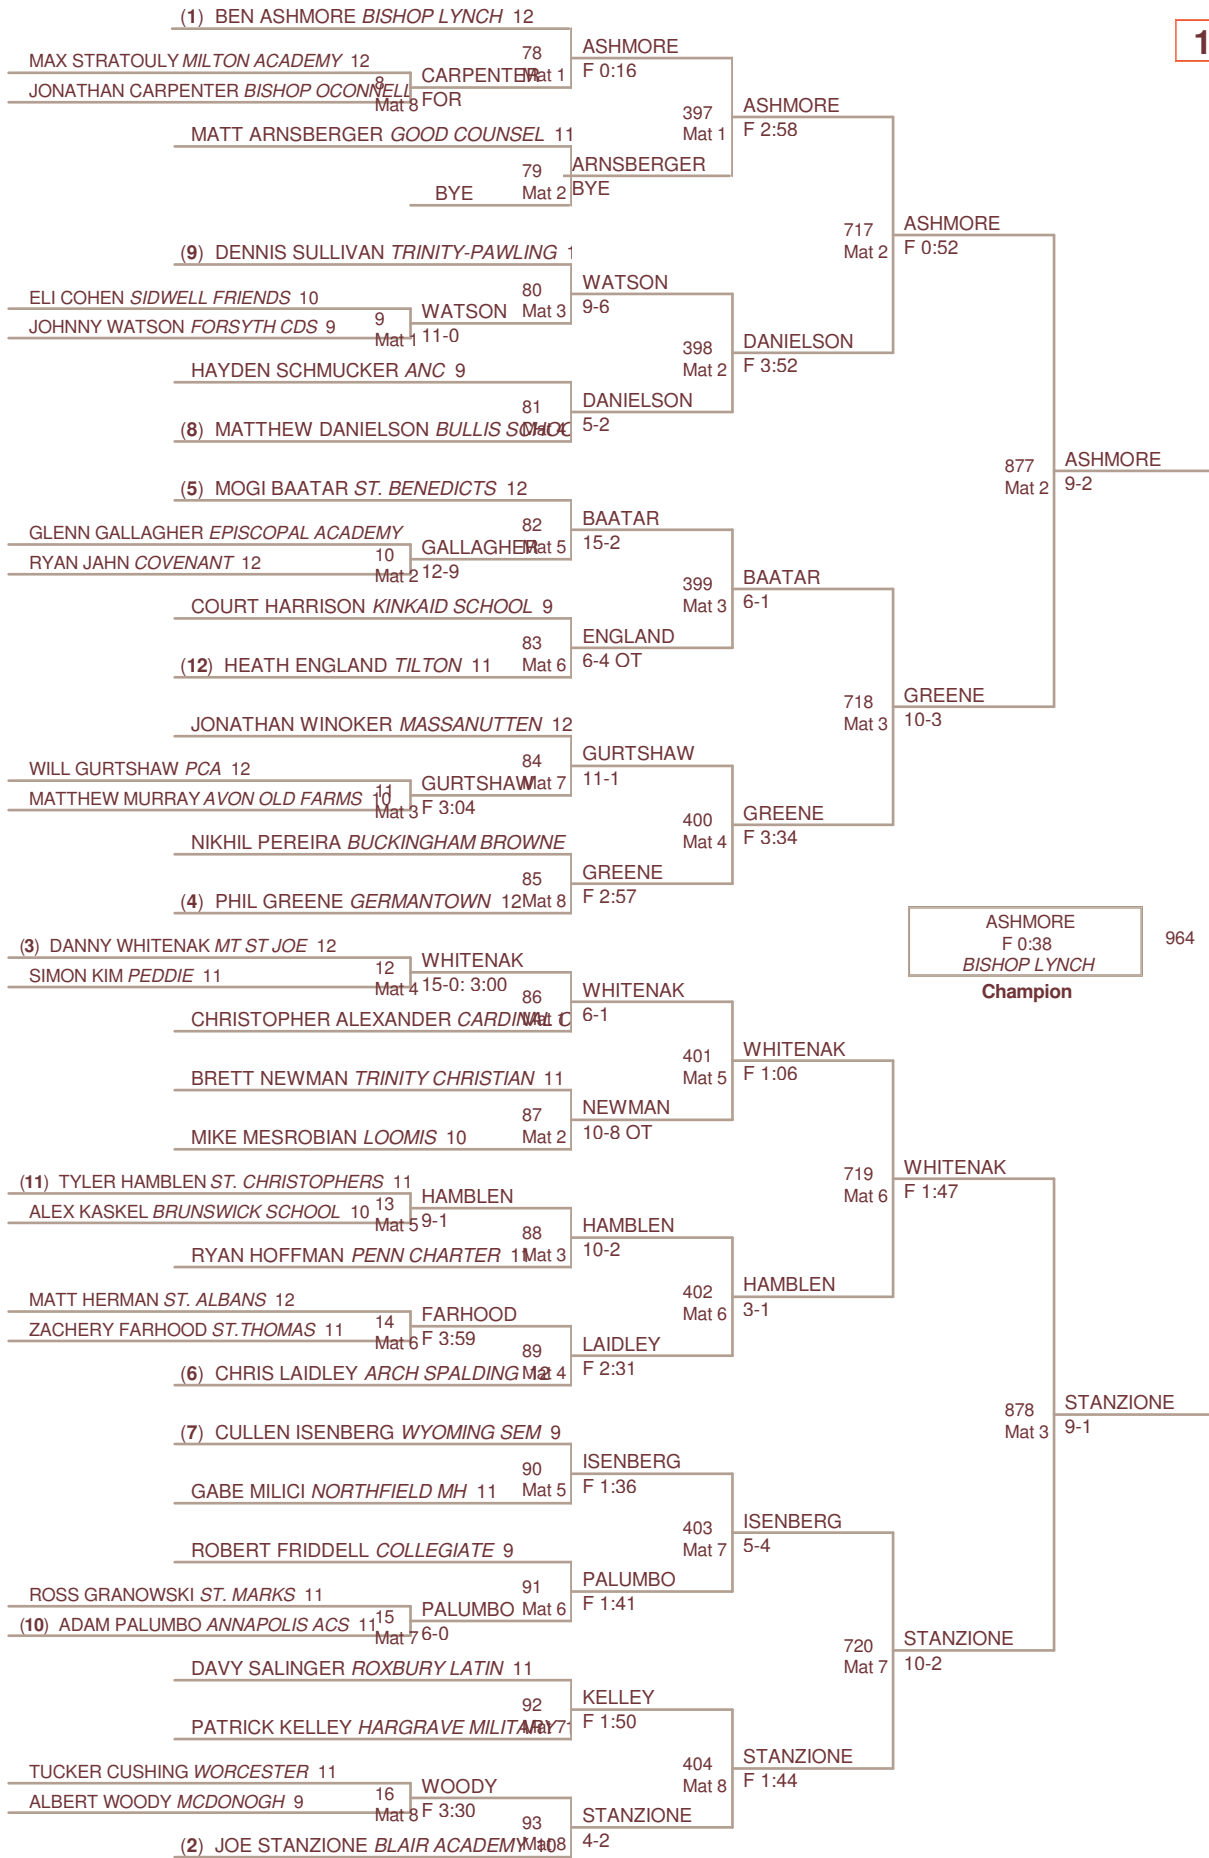 (1) BEN ASHMORE BISHOP LYNCH 12
1
78
Mat 1
ASHMORE
F 0:16
MAX STRATOULY MILTON ACADEMY 12
JONATHAN CARPENTER BISHOP OCONNELL
8
Mat 8
CARPENTER
FOR
397
Mat 1
ASHMORE
F 2:58
MATT ARNSBERGER GOOD COUNSEL 11
79
Mat 2
ARNSBERGER
BYE
BYE
717
Mat 2
ASHMORE
F 0:52
(9) DENNIS SULLIVAN TRINITY-PAWLING 1
80
Mat 3
WATSON
9-6
ELI COHEN SIDWELL FRIENDS 10
JOHNNY WATSON FORSYTH CDS 9
9
Mat 1
WATSON
11-0
398
Mat 2
DANIELSON
F 3:52
HAYDEN SCHMUCKER ANC 9
81
Mat 4
DANIELSON
5-2
(8) MATTHEW DANIELSON BULLIS SCHOO
877
Mat 2
ASHMORE
9-2
(5) MOGI BAATAR ST. BENEDICTS 12
82
Mat 5
BAATAR
15-2
GLENN GALLAGHER EPISCOPAL ACADEMY
RYAN JAHN COVENANT 12
10
Mat 2
GALLAGHER
12-9
399
Mat 3
BAATAR
6-1
COURT HARRISON KINKAID SCHOOL 9
83
Mat 6
ENGLAND
6-4 OT
(12) HEATH ENGLAND TILTON 11
718
Mat 3
GREENE
10-3
JONATHAN WINOKER MASSANUTTEN 12
84
Mat 7
GURTSHAW
11-1
WILL GURTSHAW PCA 12
MATTHEW MURRAY AVON OLD FARMS 10
11
Mat 3
GURTSHAW
F 3:04
400
Mat 4
GREENE
F 3:34
NIKHIL PEREIRA BUCKINGHAM BROWNE
85
Mat 8
GREENE
F 2:57
(4) PHIL GREENE GERMANTOWN 12
ASHMORE
F 0:38
BISHOP LYNCH
964
Champion
(3) DANNY WHITENAK MT ST JOE 12
SIMON KIM PEDDIE 11
12
Mat 4
WHITENAK
15-0: 3:00
86
Mat 1
WHITENAK
6-1
CHRISTOPHER ALEXANDER CARDINAL C
401
Mat 5
WHITENAK
F 1:06
BRETT NEWMAN TRINITY CHRISTIAN 11
87
Mat 2
NEWMAN
10-8 OT
MIKE MESROBIAN LOOMIS 10
719
Mat 6
WHITENAK
F 1:47
(11) TYLER HAMBLEN ST. CHRISTOPHERS 11
ALEX KASKEL BRUNSWICK SCHOOL 10
13
Mat 5
HAMBLEN
9-1
88
Mat 3
HAMBLEN
10-2
RYAN HOFFMAN PENN CHARTER 11
402
Mat 6
HAMBLEN
3-1
MATT HERMAN ST. ALBANS 12
ZACHERY FARHOOD ST.THOMAS 11
14
Mat 6
FARHOOD
F 3:59
89
Mat 4
LAIDLEY
F 2:31
(6) CHRIS LAIDLEY ARCH SPALDING 12
878
Mat 3
STANZIONE
9-1
(7) CULLEN ISENBERG WYOMING SEM 9
90
Mat 5
ISENBERG
F 1:36
GABE MILICI NORTHFIELD MH 11
403
Mat 7
ISENBERG
5-4
ROBERT FRIDDELL COLLEGIATE 9
91
Mat 6
PALUMBO
F 1:41
ROSS GRANOWSKI ST. MARKS 11
(10) ADAM PALUMBO ANNAPOLIS ACS 11
15
Mat 7
PALUMBO
6-0
720
Mat 7
STANZIONE
10-2
DAVY SALINGER ROXBURY LATIN 11
92
Mat 7
KELLEY
F 1:50
PATRICK KELLEY HARGRAVE MILITARY 1
404
Mat 8
STANZIONE
F 1:44
TUCKER CUSHING WORCESTER 11
ALBERT WOODY MCDONOGH 9
16
Mat 8
WOODY
F 3:30
93
Mat 8
STANZIONE
4-2
(2) JOE STANZIONE BLAIR ACADEMY 10